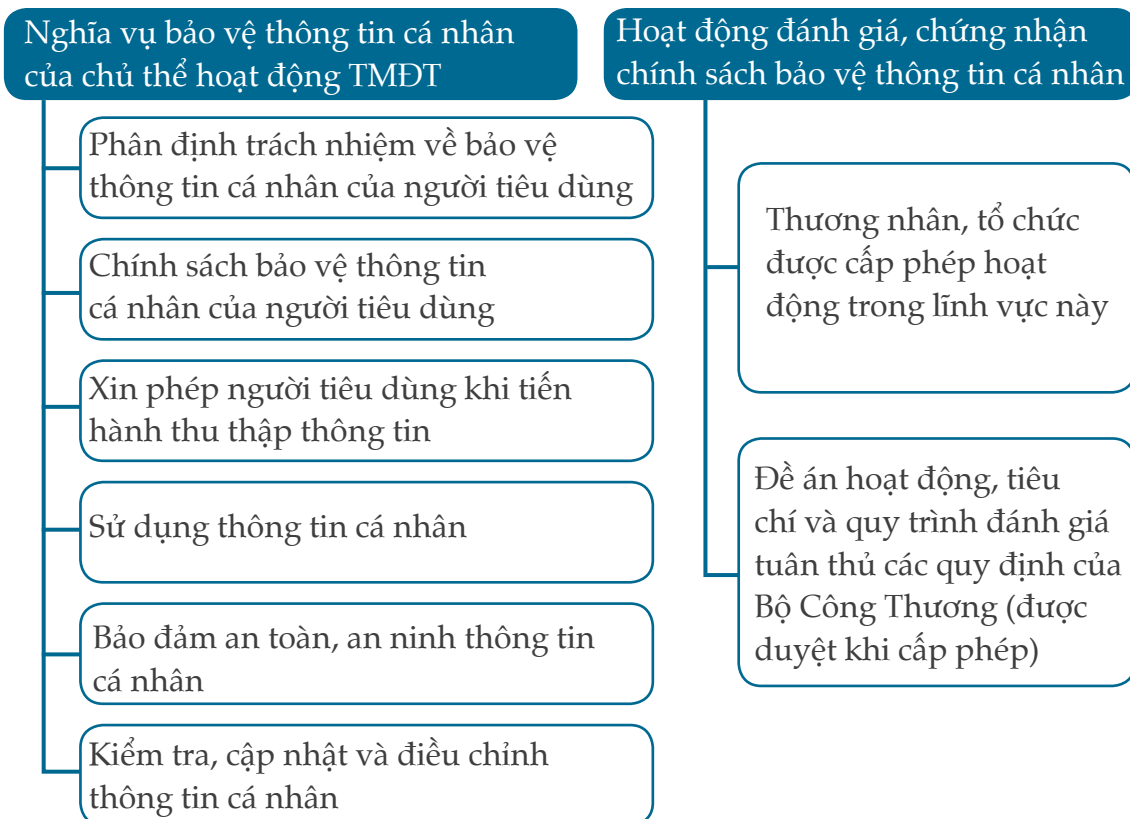 Nghĩa vụ bảo vệ thông tin cá nhân
của chủ thể hoạt động TMĐT
Phân định trách nhiệm về bảo vệ
thông tin cá nhân của người tiêu dùng
Chính sách bảo vệ thông tin
cá nhân của người tiêu dùng
Xin phép người tiêu dùng khi tiến
hành thu thập thông tin
Sử dụng thông tin cá nhân
Bảo đảm an toàn, an ninh thông tin
cá nhân
Kiểm tra, cập nhật và điều chỉnh
thông tin cá nhân
Hoạt động đánh giá, chứng nhận
chính sách bảo vệ thông tin cá nhân
Thương nhân, tổ chức
được cấp phép hoạt
động trong lĩnh vực này
Đề án hoạt động, tiêu
chí và quy trình đánh giá
tuân thủ các quy định của
Bộ Công Thương (được
duyệt khi cấp phép)